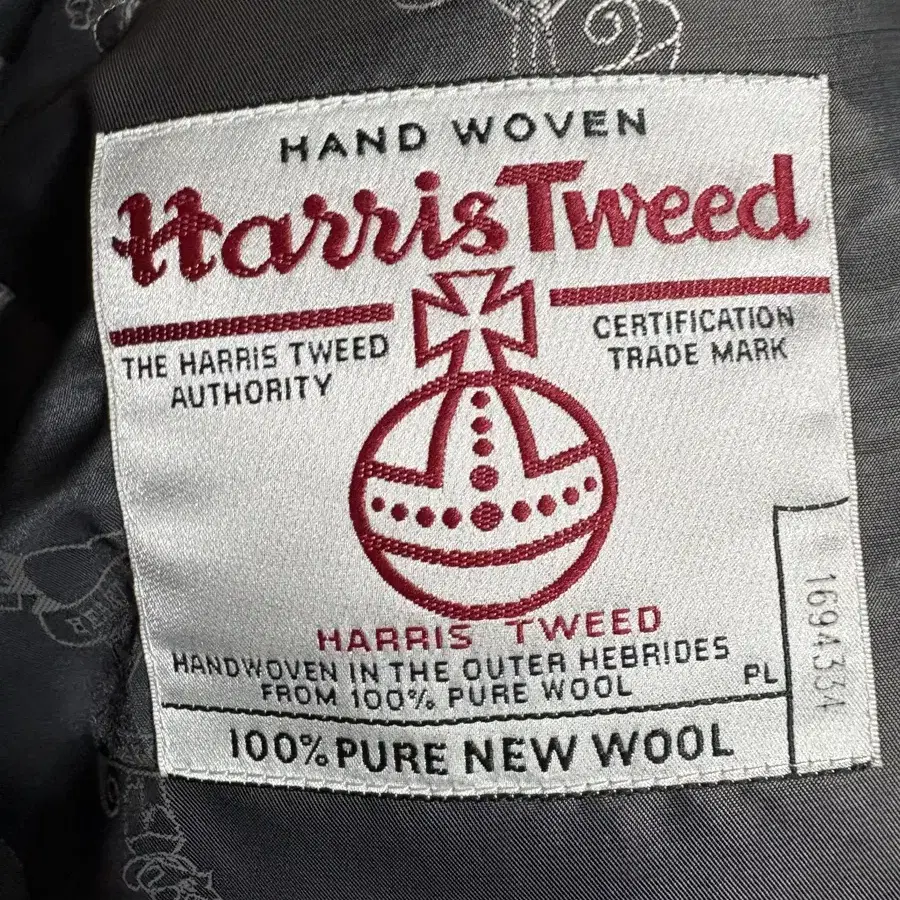 HAND WOVEN
Harris Tweed
THE HARRIS TWEED
AUTHORITY
CERTIFICATION
TRADE MARK
HARRIS TWEED
HANDWOVEN IN THE OUTER HEBRIDES
FROM 100% PURE WOOL
PL
1694334
100% PURE NEW WOOL